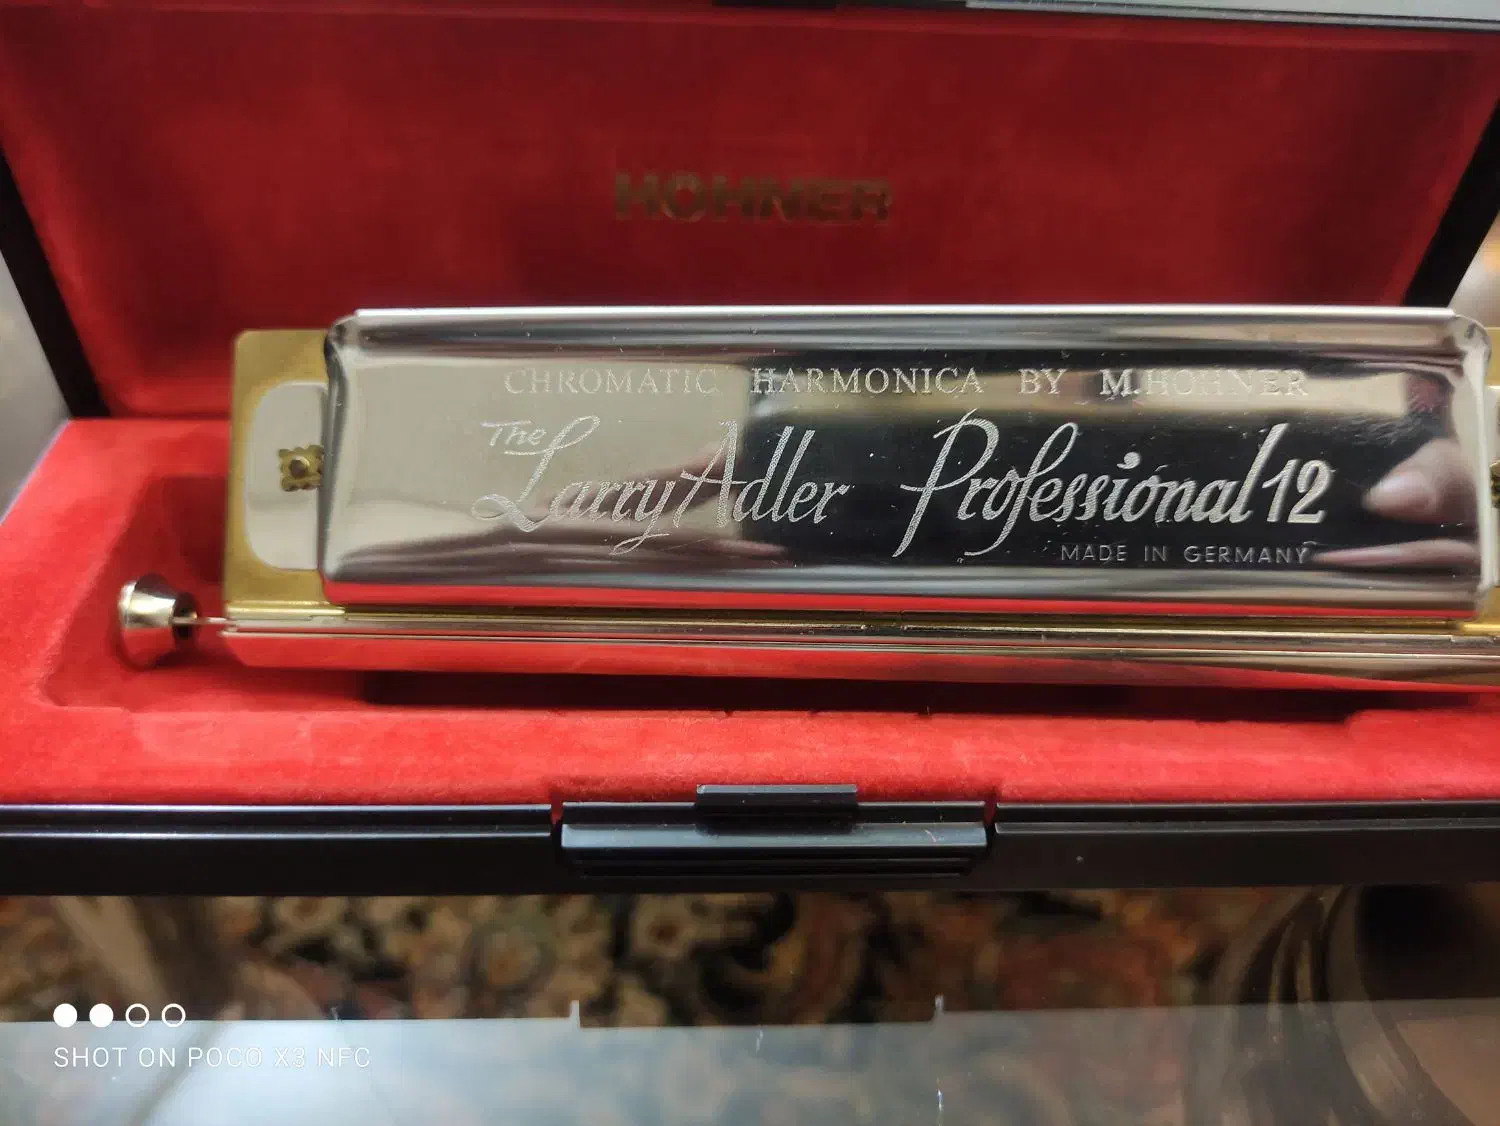 HOHNER
CHROMATIC HARMONICA BY M.HOHNER
The Larry Adler Professional 12
MADE IN GERMANY
SHOT ON POCO X3 NFC